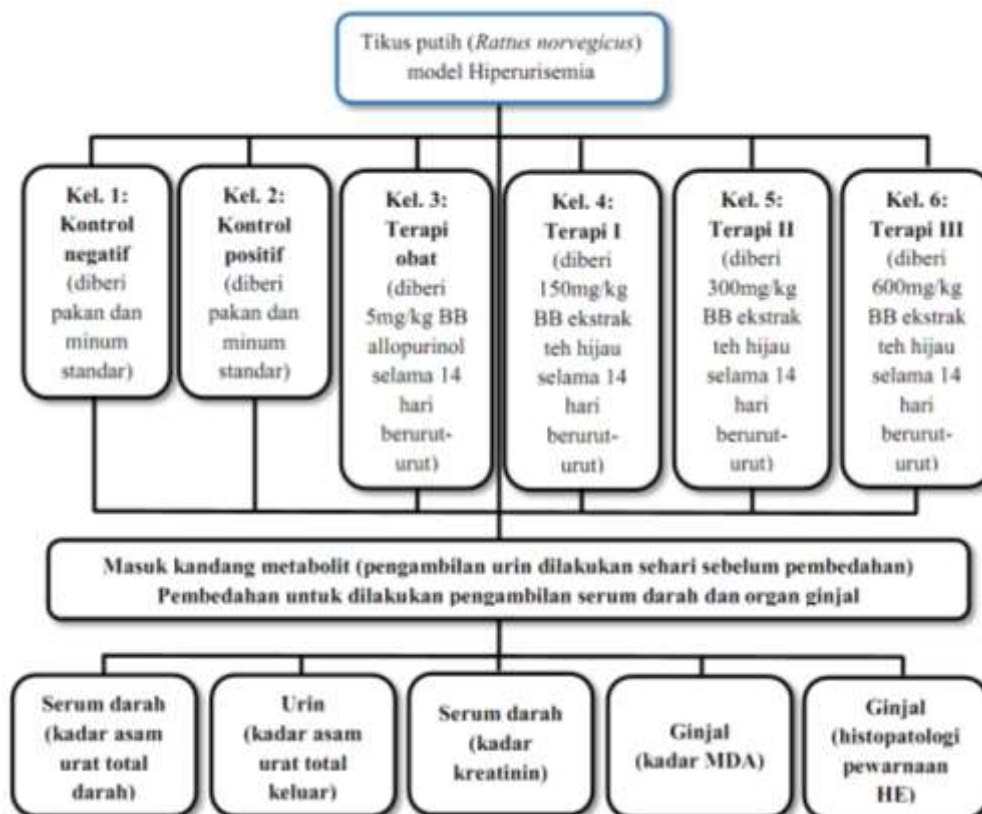 Tikus putih (Rattus norvegicus)
model Hiperurisemia
Kel. 1:
Kontrol
negatif
(diberi
pakan dan
minum
standar)
Kel. 2:
Kontrol
positif
(diberi
pakan dan
minum
standar)
Kel. 3:
Terapi
obat
(diberi
5mg/kg BB
allopurinol
selama 14
hari
berurut-
urut)
Kel. 4:
Terapi I
(diberi
150mg/kg
BB ekstrak
teh hijau
selama 14
hari
berurut-
urut)
Kel. 5:
Terapi II
(diberi
300mg/kg
BB ekstrak
teh hijau
selama 14
hari
berurut-
urut)
Kel. 6:
Terapi III
(diberi
600mg/kg
BB ekstrak
teh hijau
selama 14
hari
berurut-
urut)
Masuk kandang metabolit (pengambilan urin dilakukan sehari sebelum pembedahan)
Pembedahan untuk dilakukan pengambilan serum darah dan organ ginjal
Serum darah
(kadar asam
urat total
darah)
Urin
(kadar asam
urat total
keluar)
Serum darah
(kadar
kreatinin)
Ginjal
(kadar MDA)
Ginjal
(histopatologi
pewarnaan
HE)